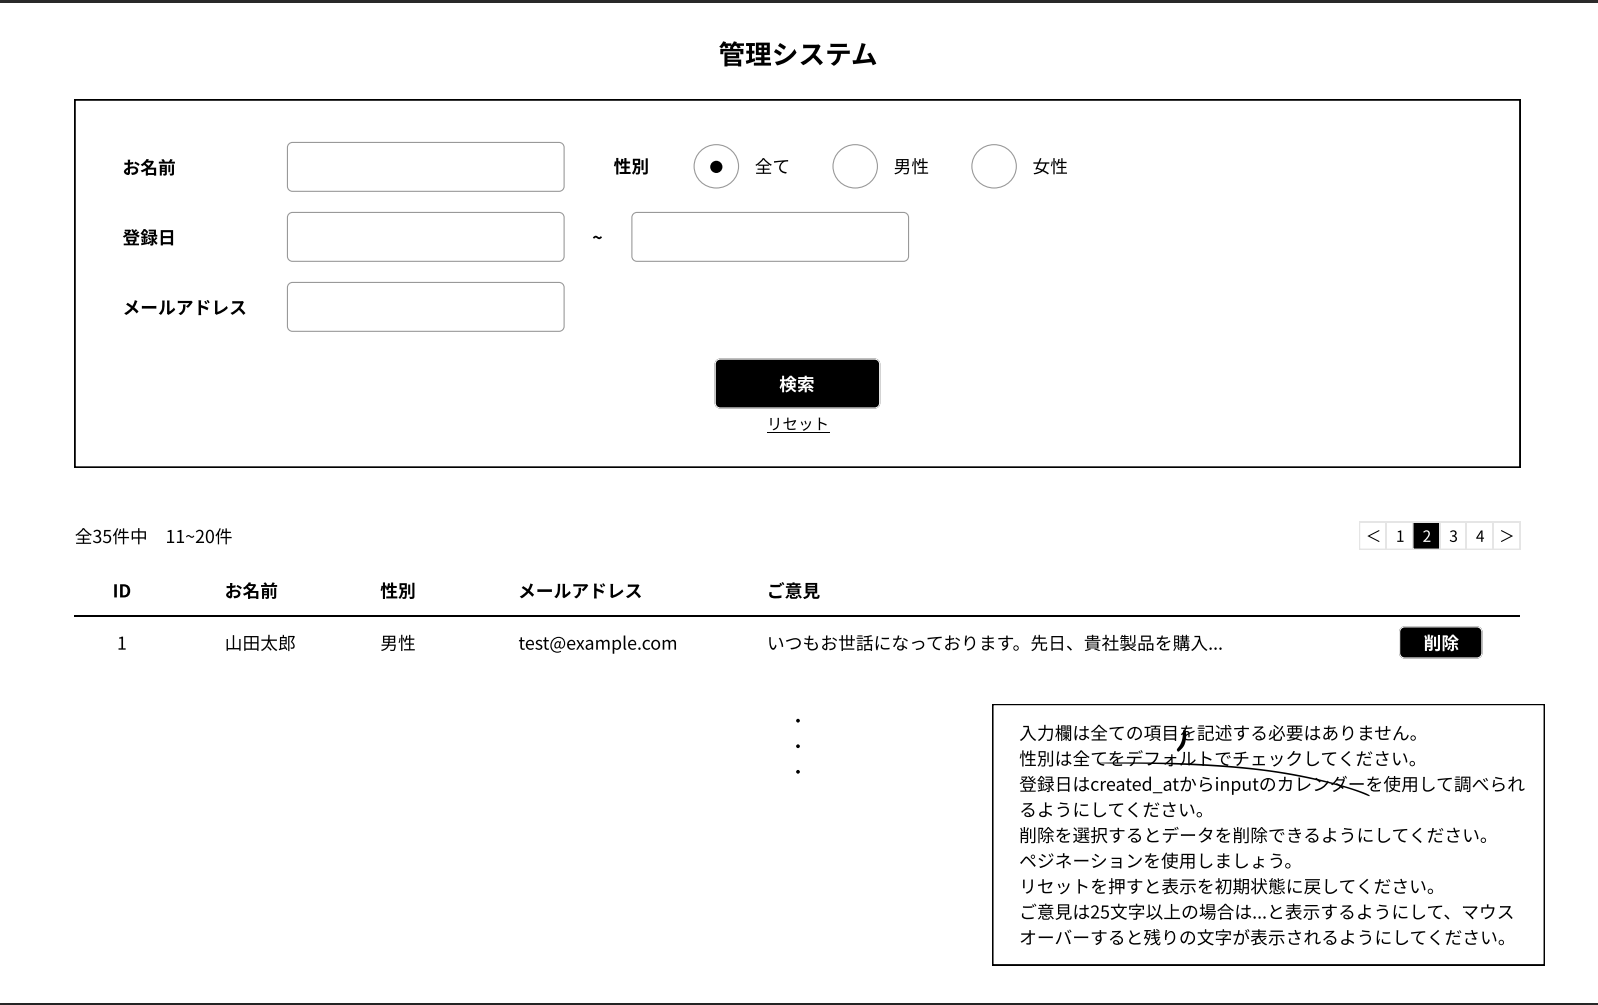 管理システム
お名前 性別 全て 男性 女性
登録日 ~
メールアドレス
検索
リセット
全35件中 11~20件 < 1 2 3 4 >
ID お名前 性別 メールアドレス ご意見
1 山田太郎 男性 test@example.com いつもお世話になっております。先日、貴社製品を購入... 削除
入力欄は全ての項目を記述する必要はありません。
性別は全てをデフォルトでチェックしてください。
登録日はcreated_atからinputのカレンダーを使用して調べられ
るようにしてください。
削除を選択するとデータを削除できるようにしてください。
ペジネーションを使用しましょう。
リセットを押すと表示を初期状態に戻してください。
ご意見は25文字以上の場合は...と表示するようにして、マウス
オーバーすると残りの文字が表示されるようにしてください。